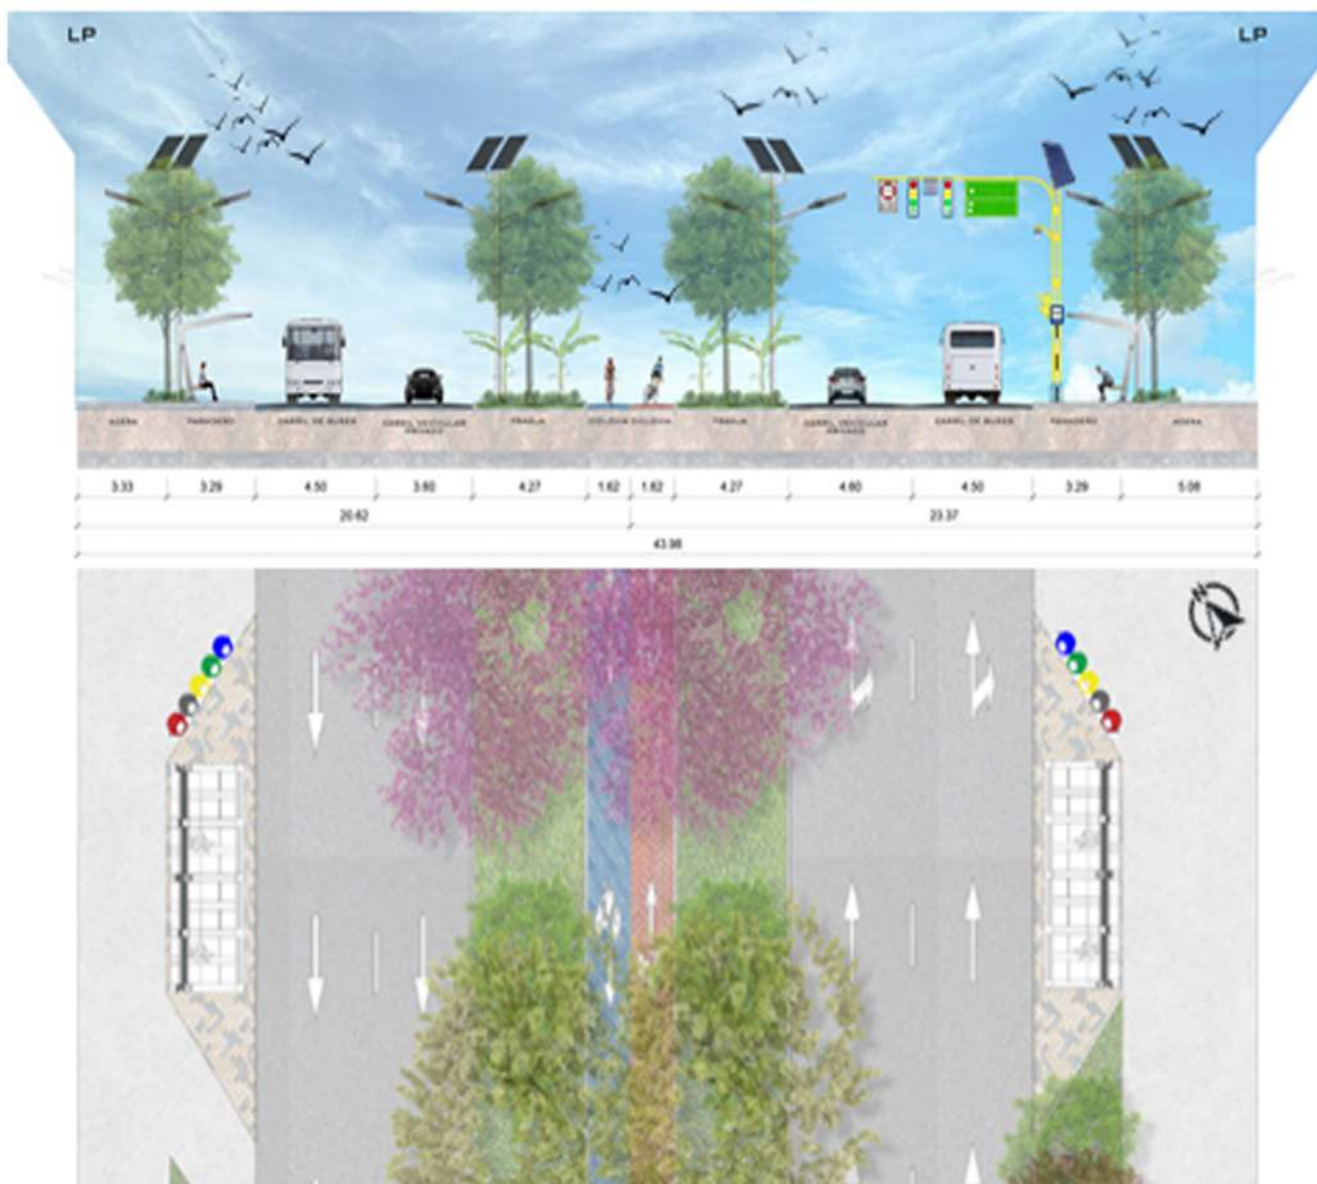 LP LP
ACERA PARADERO CARRIL DE BUSES CARRIL VEHICULAR PRIVADO FRANJA CICLOVIA CICLOVIA FRANJA CARRIL VEHICULAR PRIVADO CARRIL DE BUSES PARADERO ACERA
3.33 3.29 4.50 3.60 4.27 1.62 1.62 4.27 4.60 4.50 3.29 5.08
20.62 23.37
43.98
N